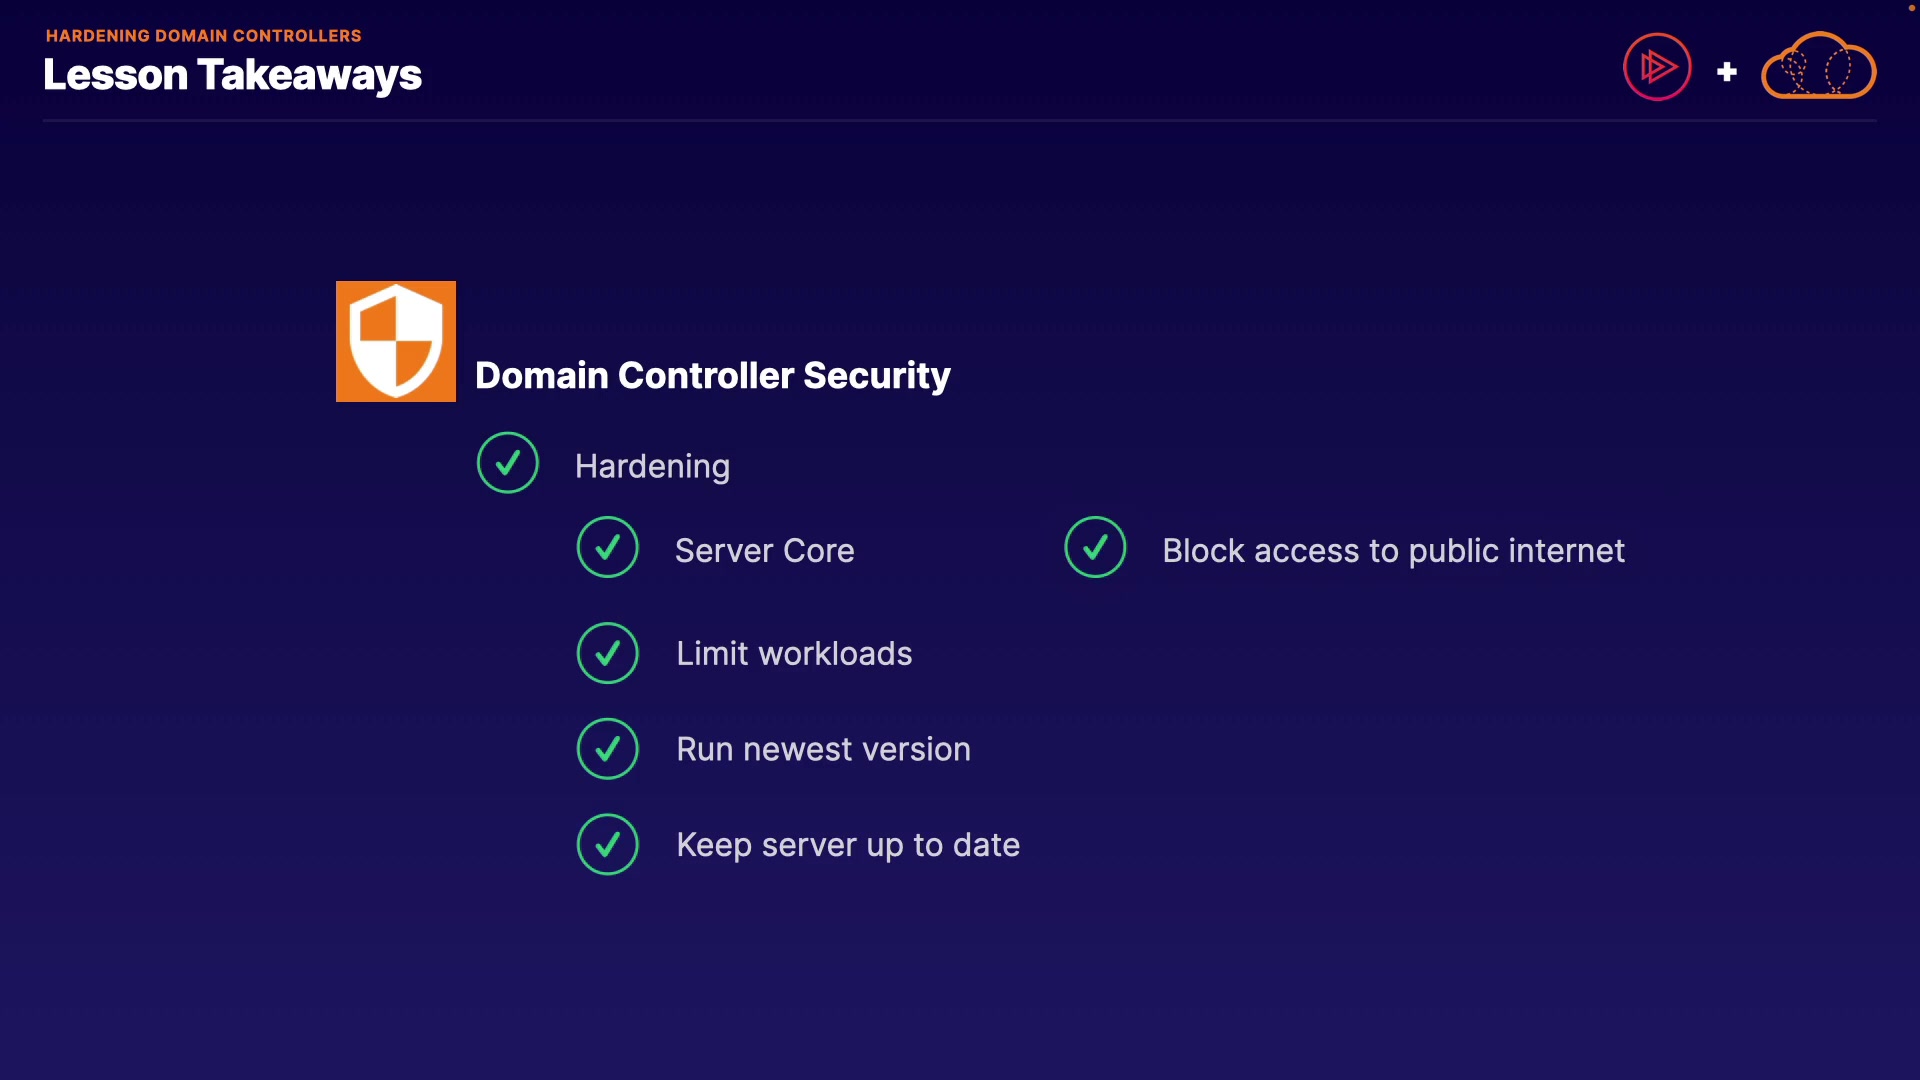 HARDENING DOMAIN CONTROLLERS
Lesson Takeaways
Domain Controller Security
Hardening
Server Core
Block access to public internet
Limit workloads
Run newest version
Keep server up to date